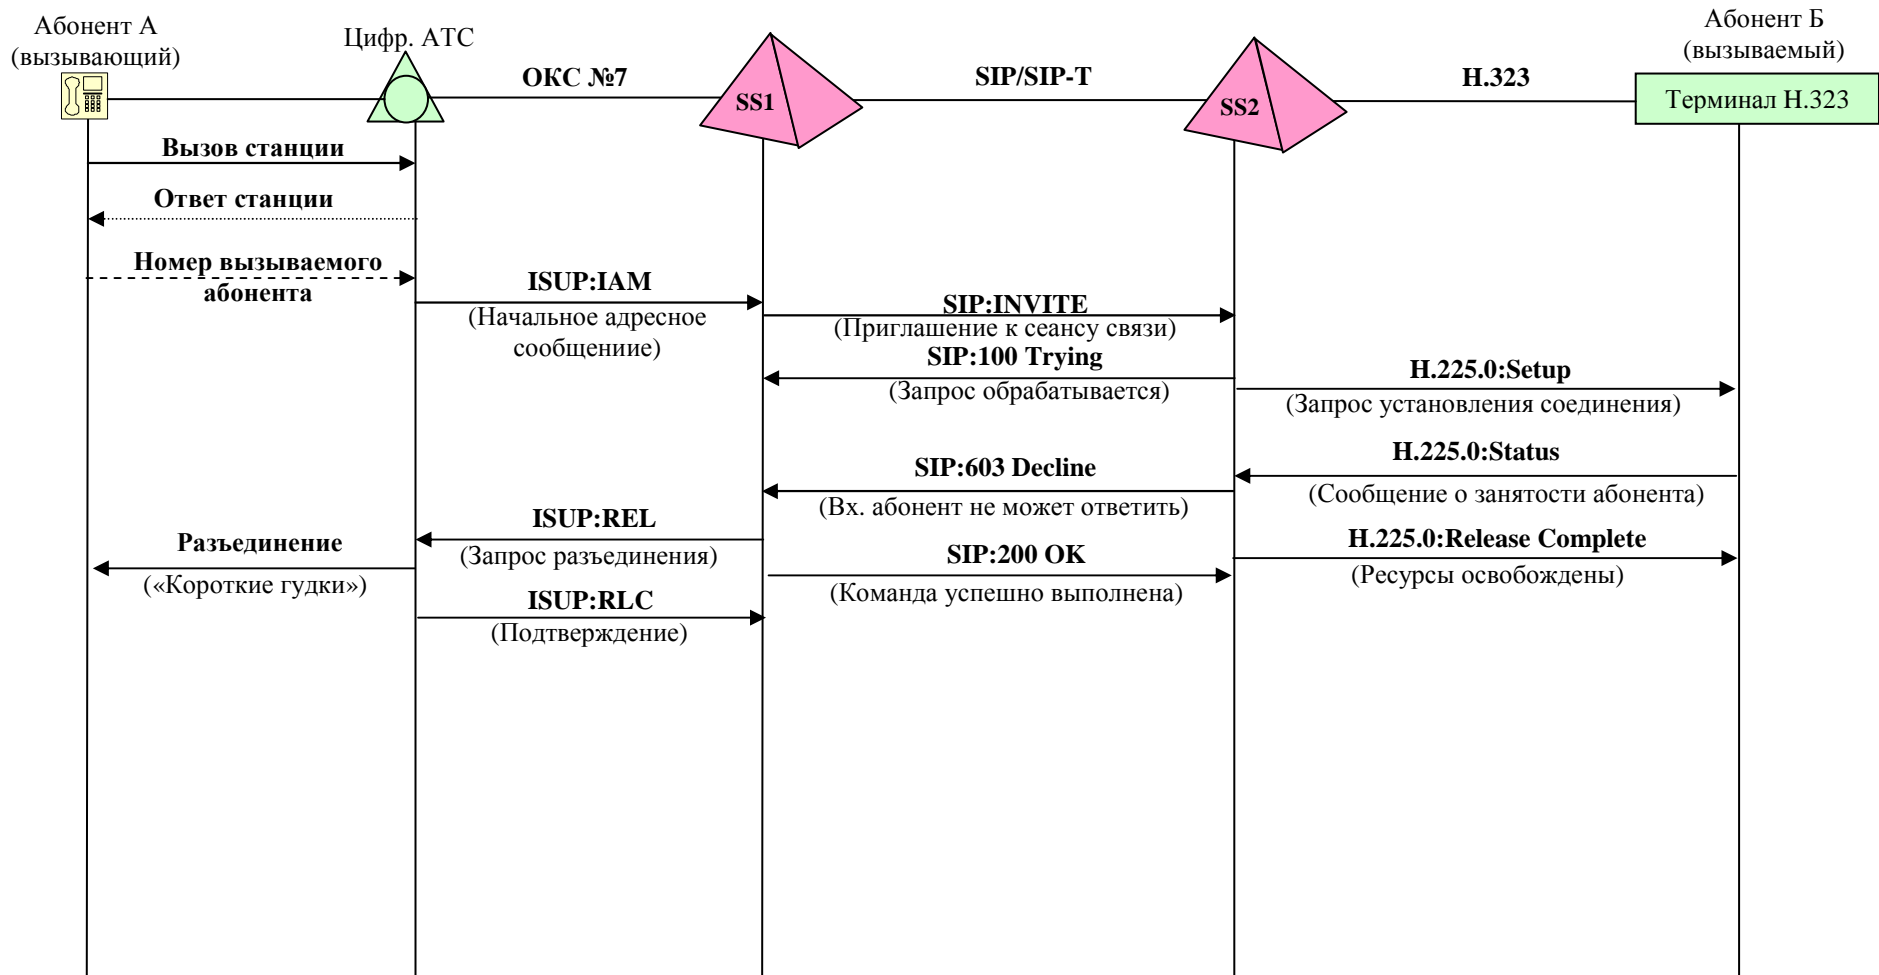 Абонент А
(вызывающий)
Цифр. АТС
ОКС №7
SS1
SIP/SIP-T
SS2
H.323
Абонент Б
(вызываемый)
Терминал H.323
Вызов станции
Ответ станции
Номер вызываемого
абонента
ISUP:IAM
(Начальное адресное
сообщениие)
SIP:INVITE
(Приглашение к сеансу связи)
SIP:100 Trying
(Запрос обрабатывается)
H.225.0:Setup
(Запрос установления соединения)
H.225.0:Status
(Сообщение о занятости абонента)
SIP:603 Decline
(Вх. абонент не может ответить)
ISUP:REL
(Запрос разъединения)
Разъединение
(«Короткие гудки»)
SIP:200 OK
(Команда успешно выполнена)
H.225.0:Release Complete
(Ресурсы освобождены)
ISUP:RLC
(Подтверждение)